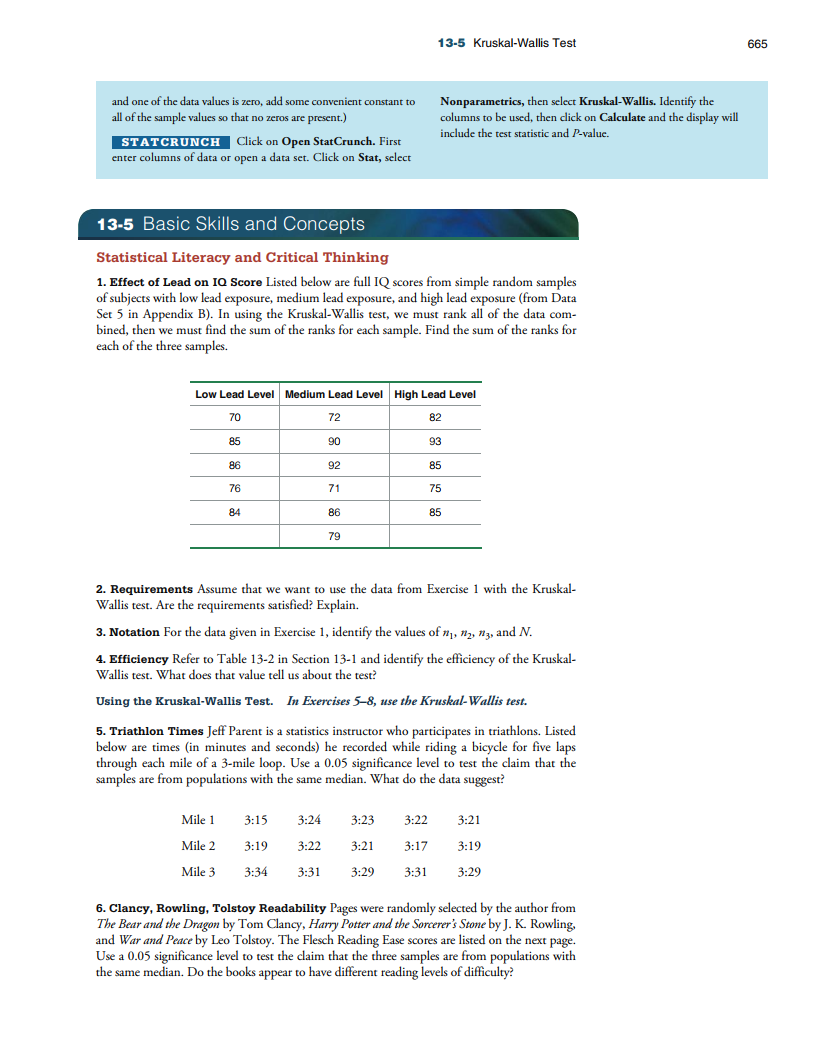 13-5 Kruskal-Wallis Test 665
and one of the data values is zero, add some convenient constant to
all of the sample values so that no zeros are present.)
STATCRUNCH Click on Open StatCrunch. First
enter columns of data or open a data set. Click on Stat, select
Nonparametrics, then select Kruskal-Wallis. Identify the
columns to be used, then click on Calculate and the display will
include the test statistic and P-value.
13-5 Basic Skills and Concepts
Statistical Literacy and Critical Thinking
1. Effect of Lead on IQ Score Listed below are full IQ scores from simple random samples
of subjects with low lead exposure, medium lead exposure, and high lead exposure (from Data
Set 5 in Appendix B). In using the Kruskal-Wallis test, we must rank all of the data com-
bined, then we must find the sum of the ranks for each sample. Find the sum of the ranks for
each of the three samples.
Low Lead Level Medium Lead Level High Lead Level
70 72 82
85 90 93
86 92 85
76 71 75
84 86 85
79
2. Requirements Assume that we want to use the data from Exercise 1 with the Kruskal-
Wallis test. Are the requirements satisfied? Explain.
3. Notation For the data given in Exercise 1, identify the values of n1, n2, n3, and N.
4. Efficiency Refer to Table 13-2 in Section 13-1 and identify the efficiency of the Kruskal-
Wallis test. What does that value tell us about the test?
Using the Kruskal-Wallis Test. In Exercises 5–8, use the Kruskal-Wallis test.
5. Triathlon Times Jeff Parent is a statistics instructor who participates in triathlons. Listed
below are times (in minutes and seconds) he recorded while riding a bicycle for five laps
through each mile of a 3-mile loop. Use a 0.05 significance level to test the claim that the
samples are from populations with the same median. What do the data suggest?
Mile 1 3:15 3:24 3:23 3:22 3:21
Mile 2 3:19 3:22 3:21 3:17 3:19
Mile 3 3:34 3:31 3:29 3:31 3:29
6. Clancy, Rowling, Tolstoy Readability Pages were randomly selected by the author from
The Bear and the Dragon by Tom Clancy, Harry Potter and the Sorcerer's Stone by J. K. Rowling,
and War and Peace by Leo Tolstoy. The Flesch Reading Ease scores are listed on the next page.
Use a 0.05 significance level to test the claim that the three samples are from populations with
the same median. Do the books appear to have different reading levels of difficulty?